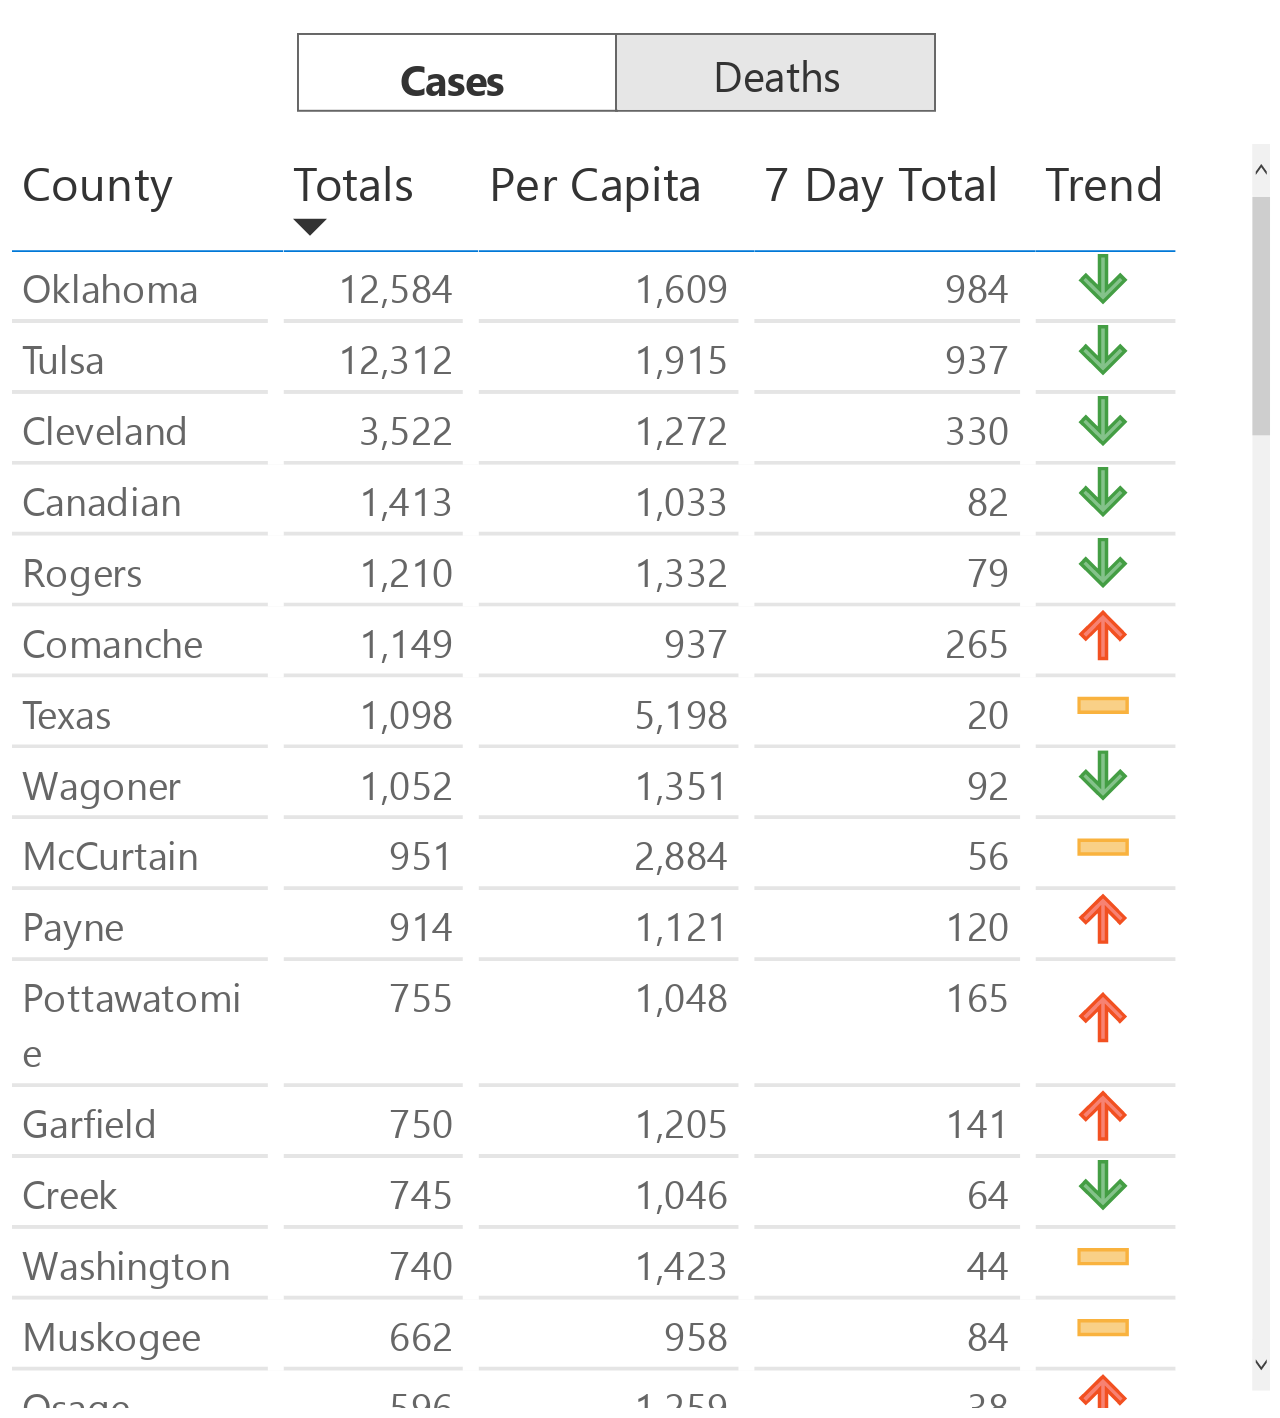 Cases Deaths
County Totals Per Capita 7 Day Total Trend
Oklahoma 12,584 1,609 984
Tulsa 12,312 1,915 937
Cleveland 3,522 1,272 330
Canadian 1,413 1,033 82
Rogers 1,210 1,332 79
Comanche 1,149 937 265
Texas 1,098 5,198 20
Wagoner 1,052 1,351 92
McCurtain 951 2,884 56
Payne 914 1,121 120
Pottawatomi 755 1,048 165
e
Garfield 750 1,205 141
Creek 745 1,046 64
Washington 740 1,423 44
Muskogee 662 958 84
Osage 596 1,259 38